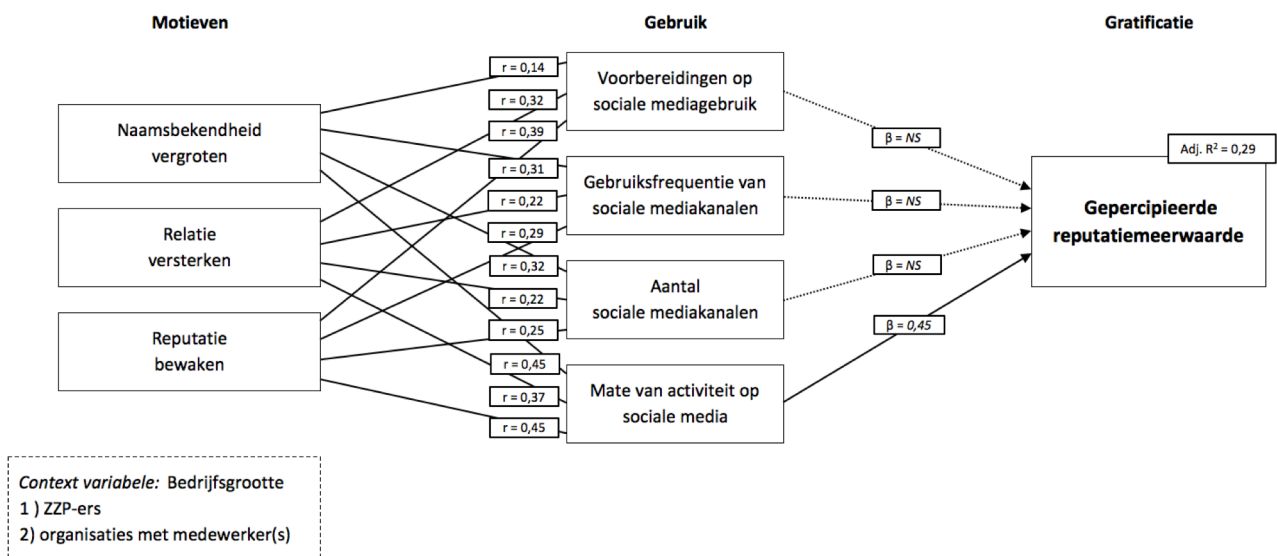 Motieven
Gebruik
Gratificatie
Naamsbekendheid
vergroten
Relatie
versterken
Reputatie
bewaken
r = 0,14
r = 0,32
r = 0,39
r = 0,31
r = 0,22
r = 0,29
r = 0,32
r = 0,22
r = 0,25
r = 0,45
r = 0,37
r = 0,45
Voorbereidingen op
sociale mediagebruik
Gebruiksfrequentie van
sociale mediakanalen
Aantal
sociale mediakanalen
Mate van activiteit op
sociale media
β = NS
β = NS
β = NS
β = 0,45
Adj. R² = 0,29
Gepercipieerde
reputatiemeerwaarde
Context variabele: Bedrijfsgrootte
1 ) ZZP-ers
2) organisaties met medewerker(s)